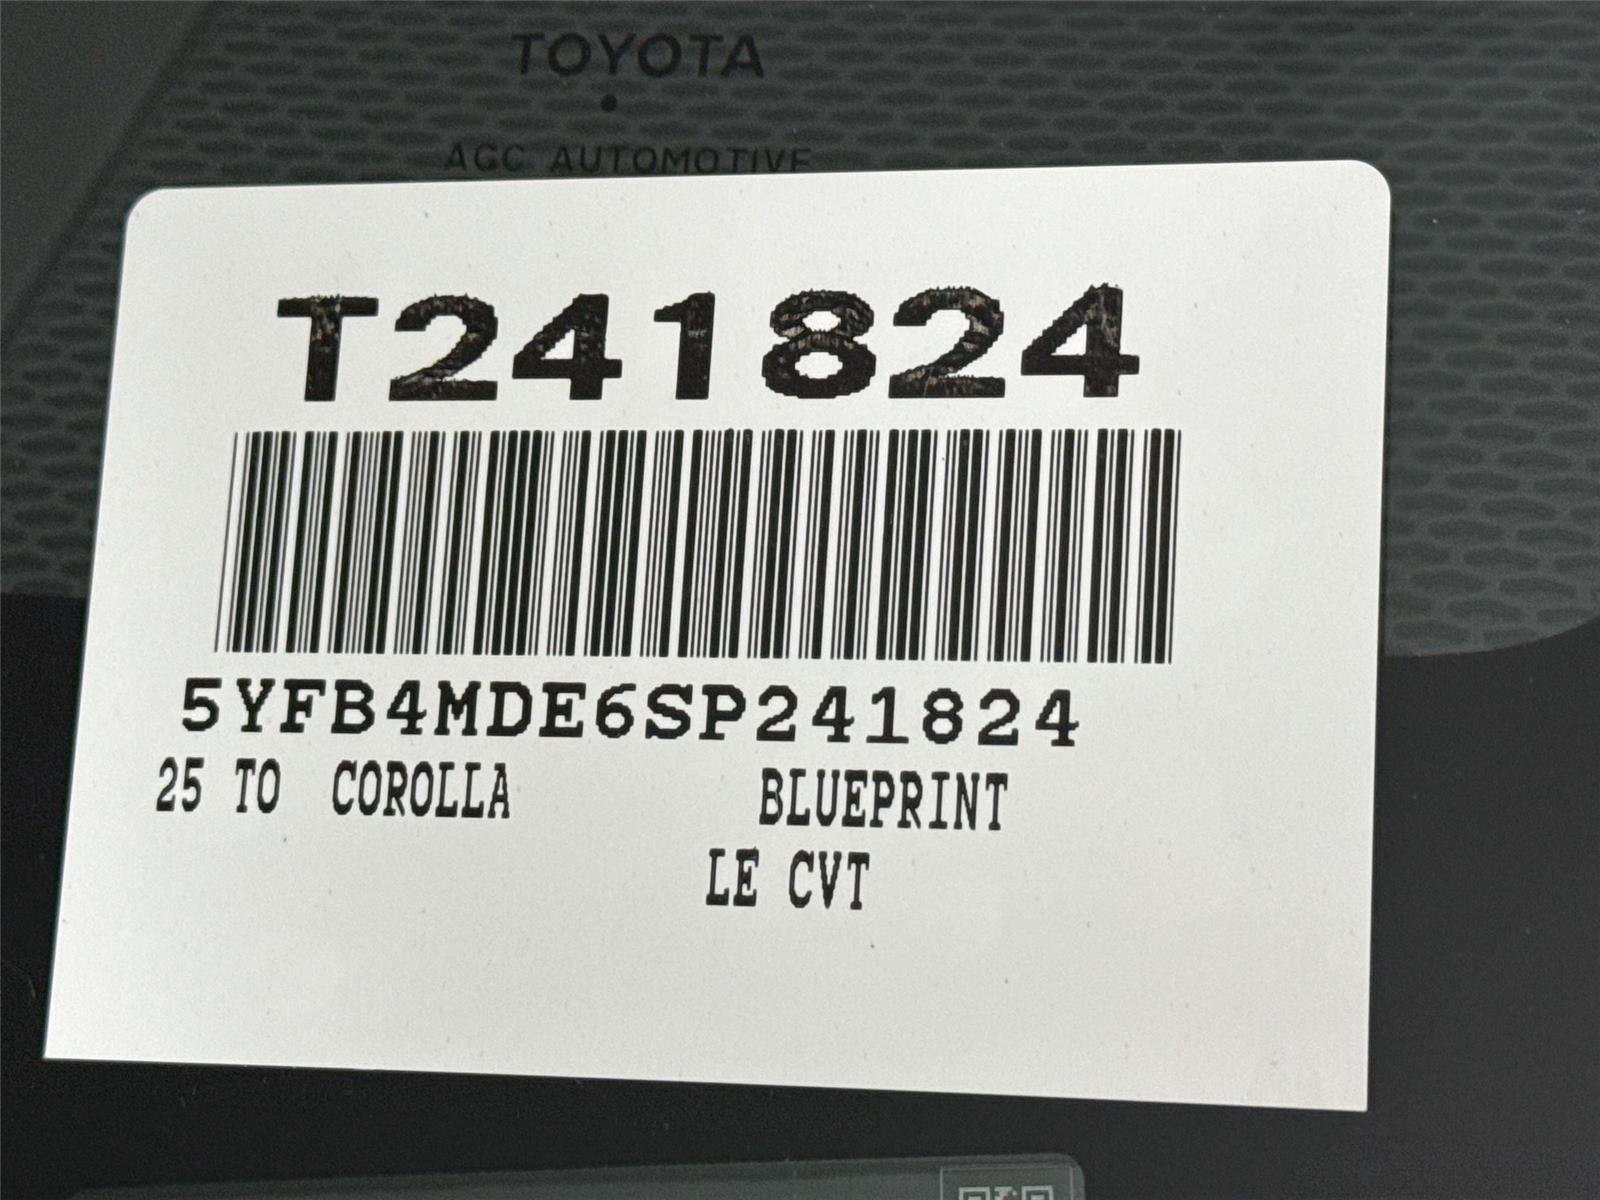 TOYOTA
AGC AUTOMOTIVE
T241824
5YFB4MDE6SP241824
25 TO COROLLA BLUEPRINT
LE CVT